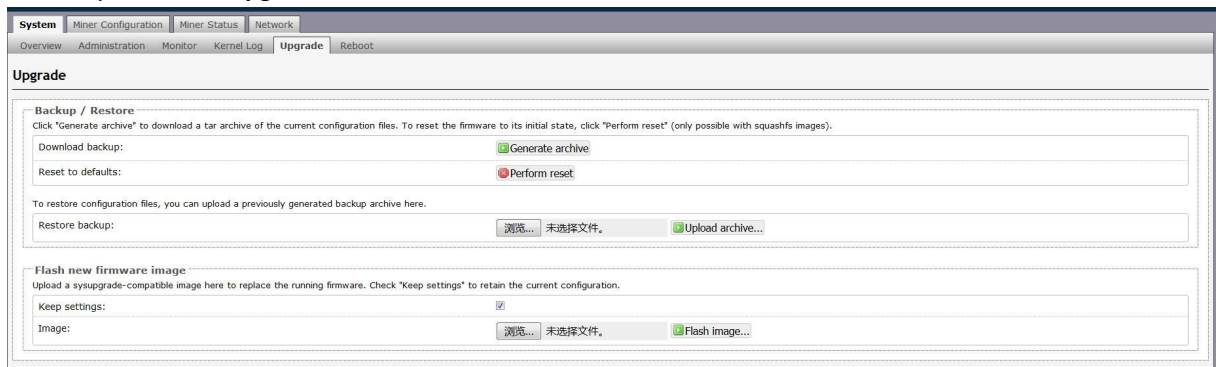 System Miner Configuration Miner Status Network
Overview Administration Monitor Kernel Log Upgrade Reboot
Upgrade
Backup / Restore
Click "Generate archive" to download a tar archive of the current configuration files. To reset the firmware to its initial state, click "Perform reset" (only possible with squashfs images).
Download backup: Generate archive
Reset to defaults: Perform reset
To restore configuration files, you can upload a previously generated backup archive here.
Restore backup: 浏览... 未选择文件。 Upload archive...
Flash new firmware image
Upload a sysupgrade-compatible image here to replace the running firmware. Check "Keep settings" to retain the current configuration.
Keep settings:
Image: 浏览... 未选择文件。 Flash image...